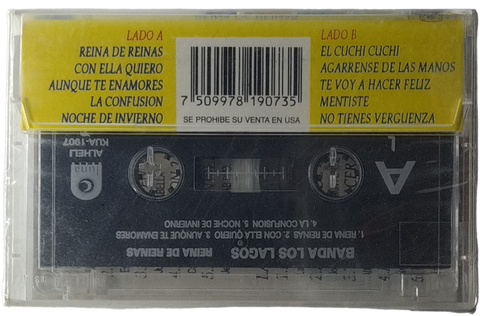 LADO A
REINA DE REINAS
CON ELLA QUIERO
AUNQUE TE ENAMORES
LA CONFUSION
NOCHE DE INVIERNO
7 509978 190735
SE PROHIBE SU VENTA EN USA
LADO B
EL CUCHI CUCHI
AGARRENSE DE LAS MANOS
TE VOY A HACER FELIZ
MENTISTE
NO TIENES VERGUENZA
A
BANDA LOS LAGOS
REINA DE REINAS
1. REINA DE REINAS 2. CON ELLA QUIERO 3. AUNQUE TE ENAMORES
4. LA CONFUSION 5. NOCHE DE INVIERNO
luna
ALHELI
KUA-1907